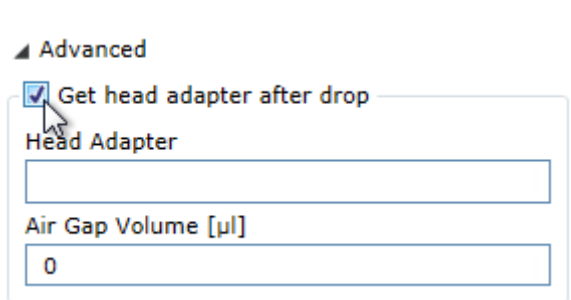 Advanced
Get head adapter after drop
Head Adapter
Air Gap Volume [µl]
0